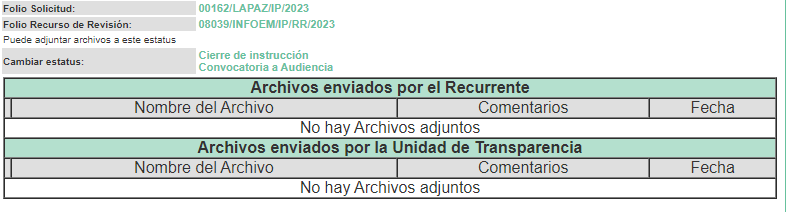 Folio Solicitud: 00162/LAPAZ/IP/2023
Folio Recurso de Revisión: 08039/INFOEM/IP/RR/2023
Puede adjuntar archivos a este estatus
Cambiar estatus: Cierre de instrucción
Convocatoria a Audiencia
Archivos enviados por el Recurrente
Nombre del Archivo Comentarios Fecha
No hay Archivos adjuntos
Archivos enviados por la Unidad de Transparencia
Nombre del Archivo Comentarios Fecha
No hay Archivos adjuntos